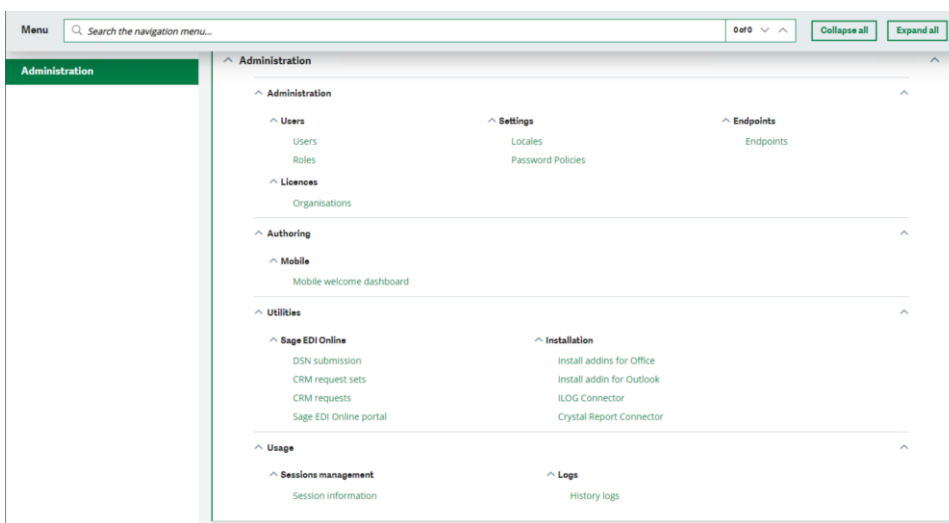 Menu Search the navigation menu... 0 of 0 Collapse all Expand all
Administration
Administration
Administration
Users Settings Endpoints
Users Locales Endpoints
Roles Password Policies
Licences
Organisations
Authoring
Mobile
Mobile welcome dashboard
Utilities
Sage EDI Online Installation
DSN submission Install addins for Office
CRM request sets Install addin for Outlook
CRM requests ILOG Connector
Sage EDI Online portal Crystal Report Connector
Usage
Sessions management Logs
Session information History logs